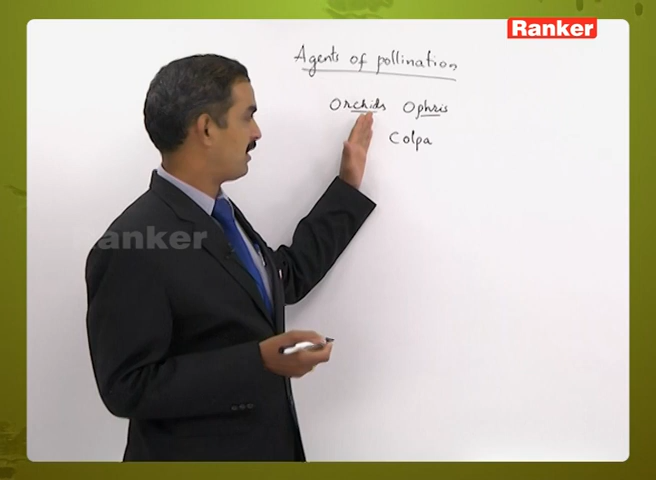 Ranker
Agents of pollination
Orchids Ophris
Colpa
Ranker